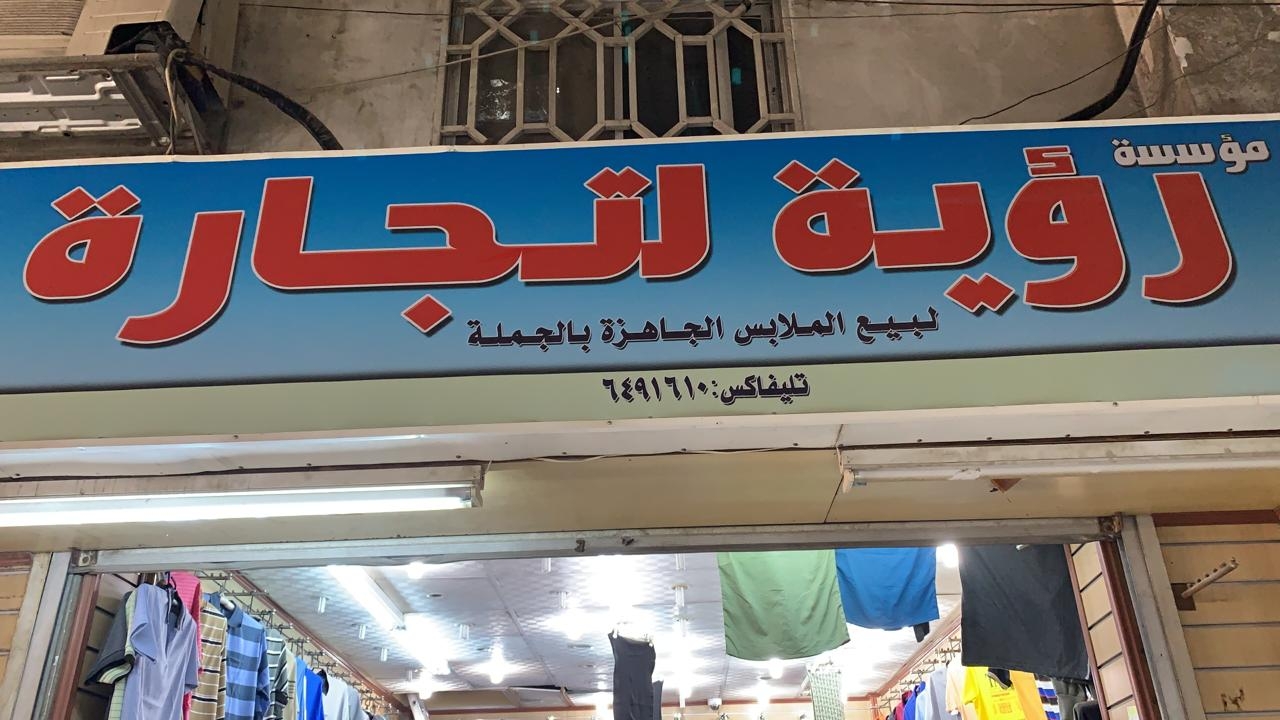 مؤسسة
رؤية لتجارة
لبيع الملابس الجاهزة بالجملة
تليفاكس:٦٤٩١٦١٠